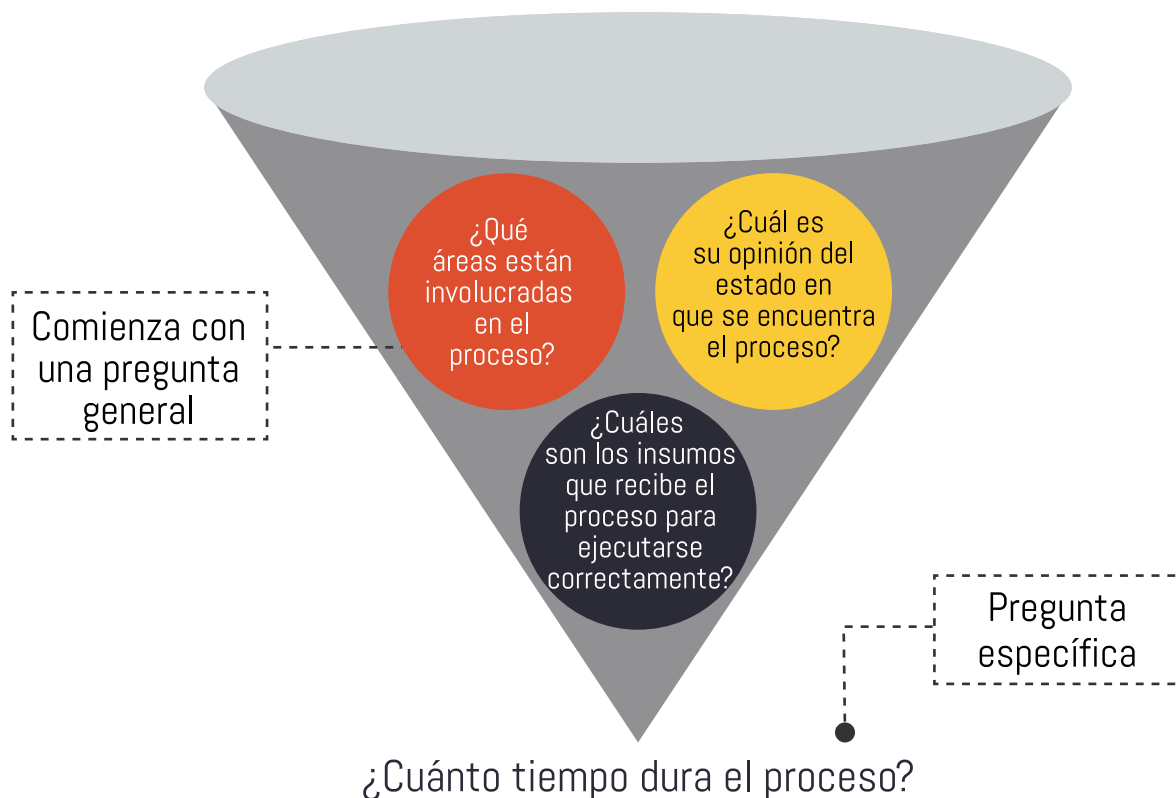 ¿Qué
áreas están
involucradas
en el
proceso?
¿Cuál es
su opinión del
estado en
que se encuentra
el proceso?
Comienza con
una pregunta
general
¿Cuáles
son los insumos
que recibe el
proceso para
ejecutarse
correctamente?
Pregunta
específica
¿Cuánto tiempo dura el proceso?